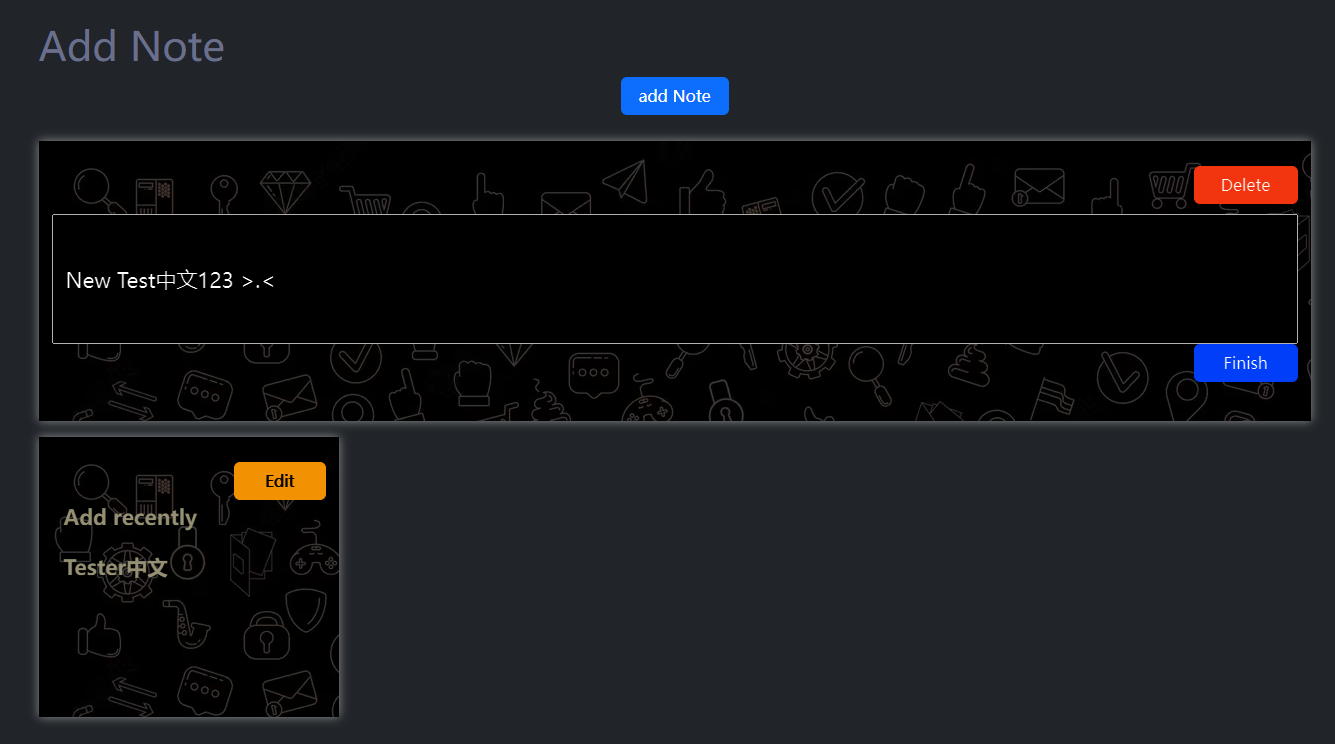 Add Note
add Note
Delete
New Test中文123 >.<
Finish
Edit
Add recently
Tester中文